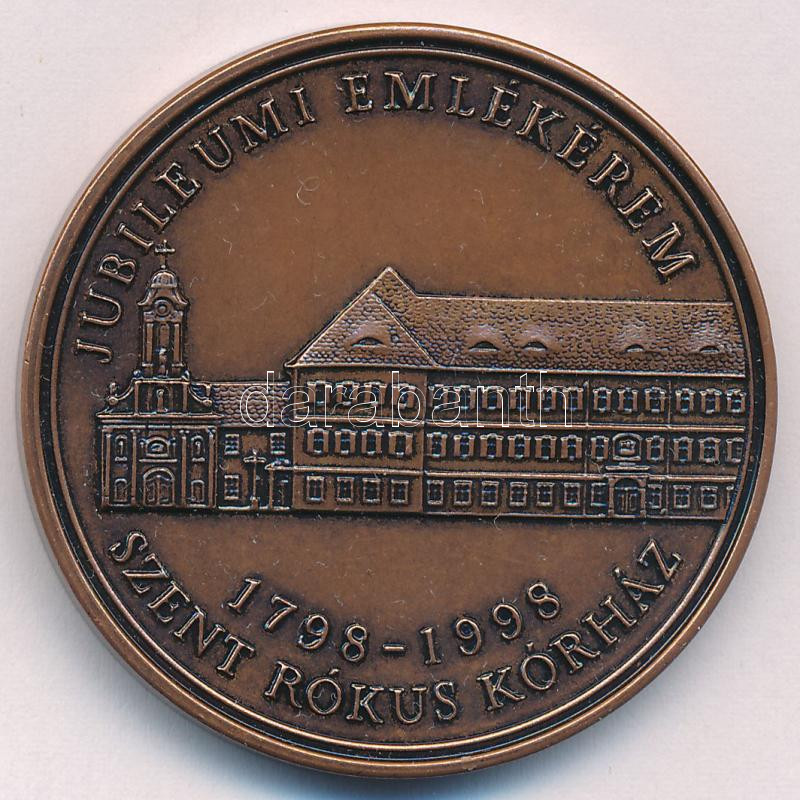 JUBILEUMI EMLÉKÉREM
darabanth
1798-1998
SZENT RÓKUS KÓRHÁZ